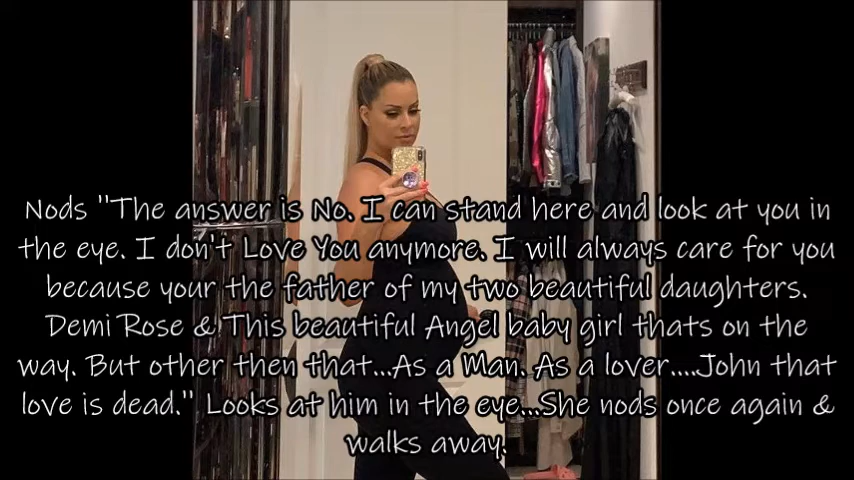 Nods "The answer is No. I can stand here and look at you in
the eye. I don't Love You anymore. I will always care for you
because your the father of my two beautiful daughters.
Demi Rose & This beautiful Angel baby girl thats on the
way. But other then that...As a Man. As a lover....John that
love is dead." Looks at him in the eye...She nods once again &
walks away.